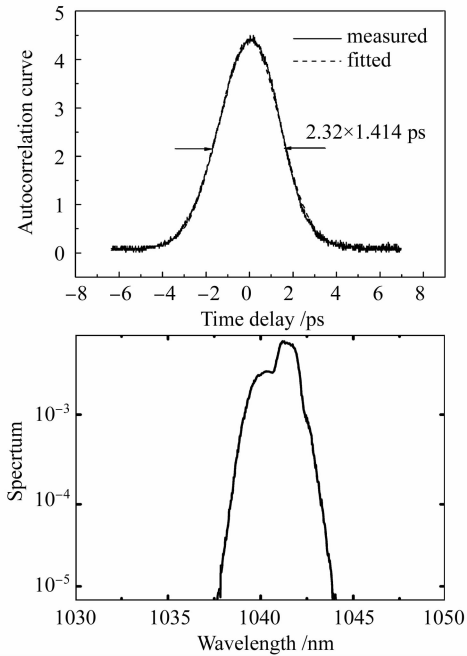 Autocorrelation curve
5
4
3
2
1
0
measured
fitted
2.32×1.414 ps
−8 −6 −4 −2 0 2 4 6 8
Time delay /ps
Specrtum
10⁻³
10⁻⁴
10⁻⁵
1030 1035 1040 1045 1050
Wavelength /nm